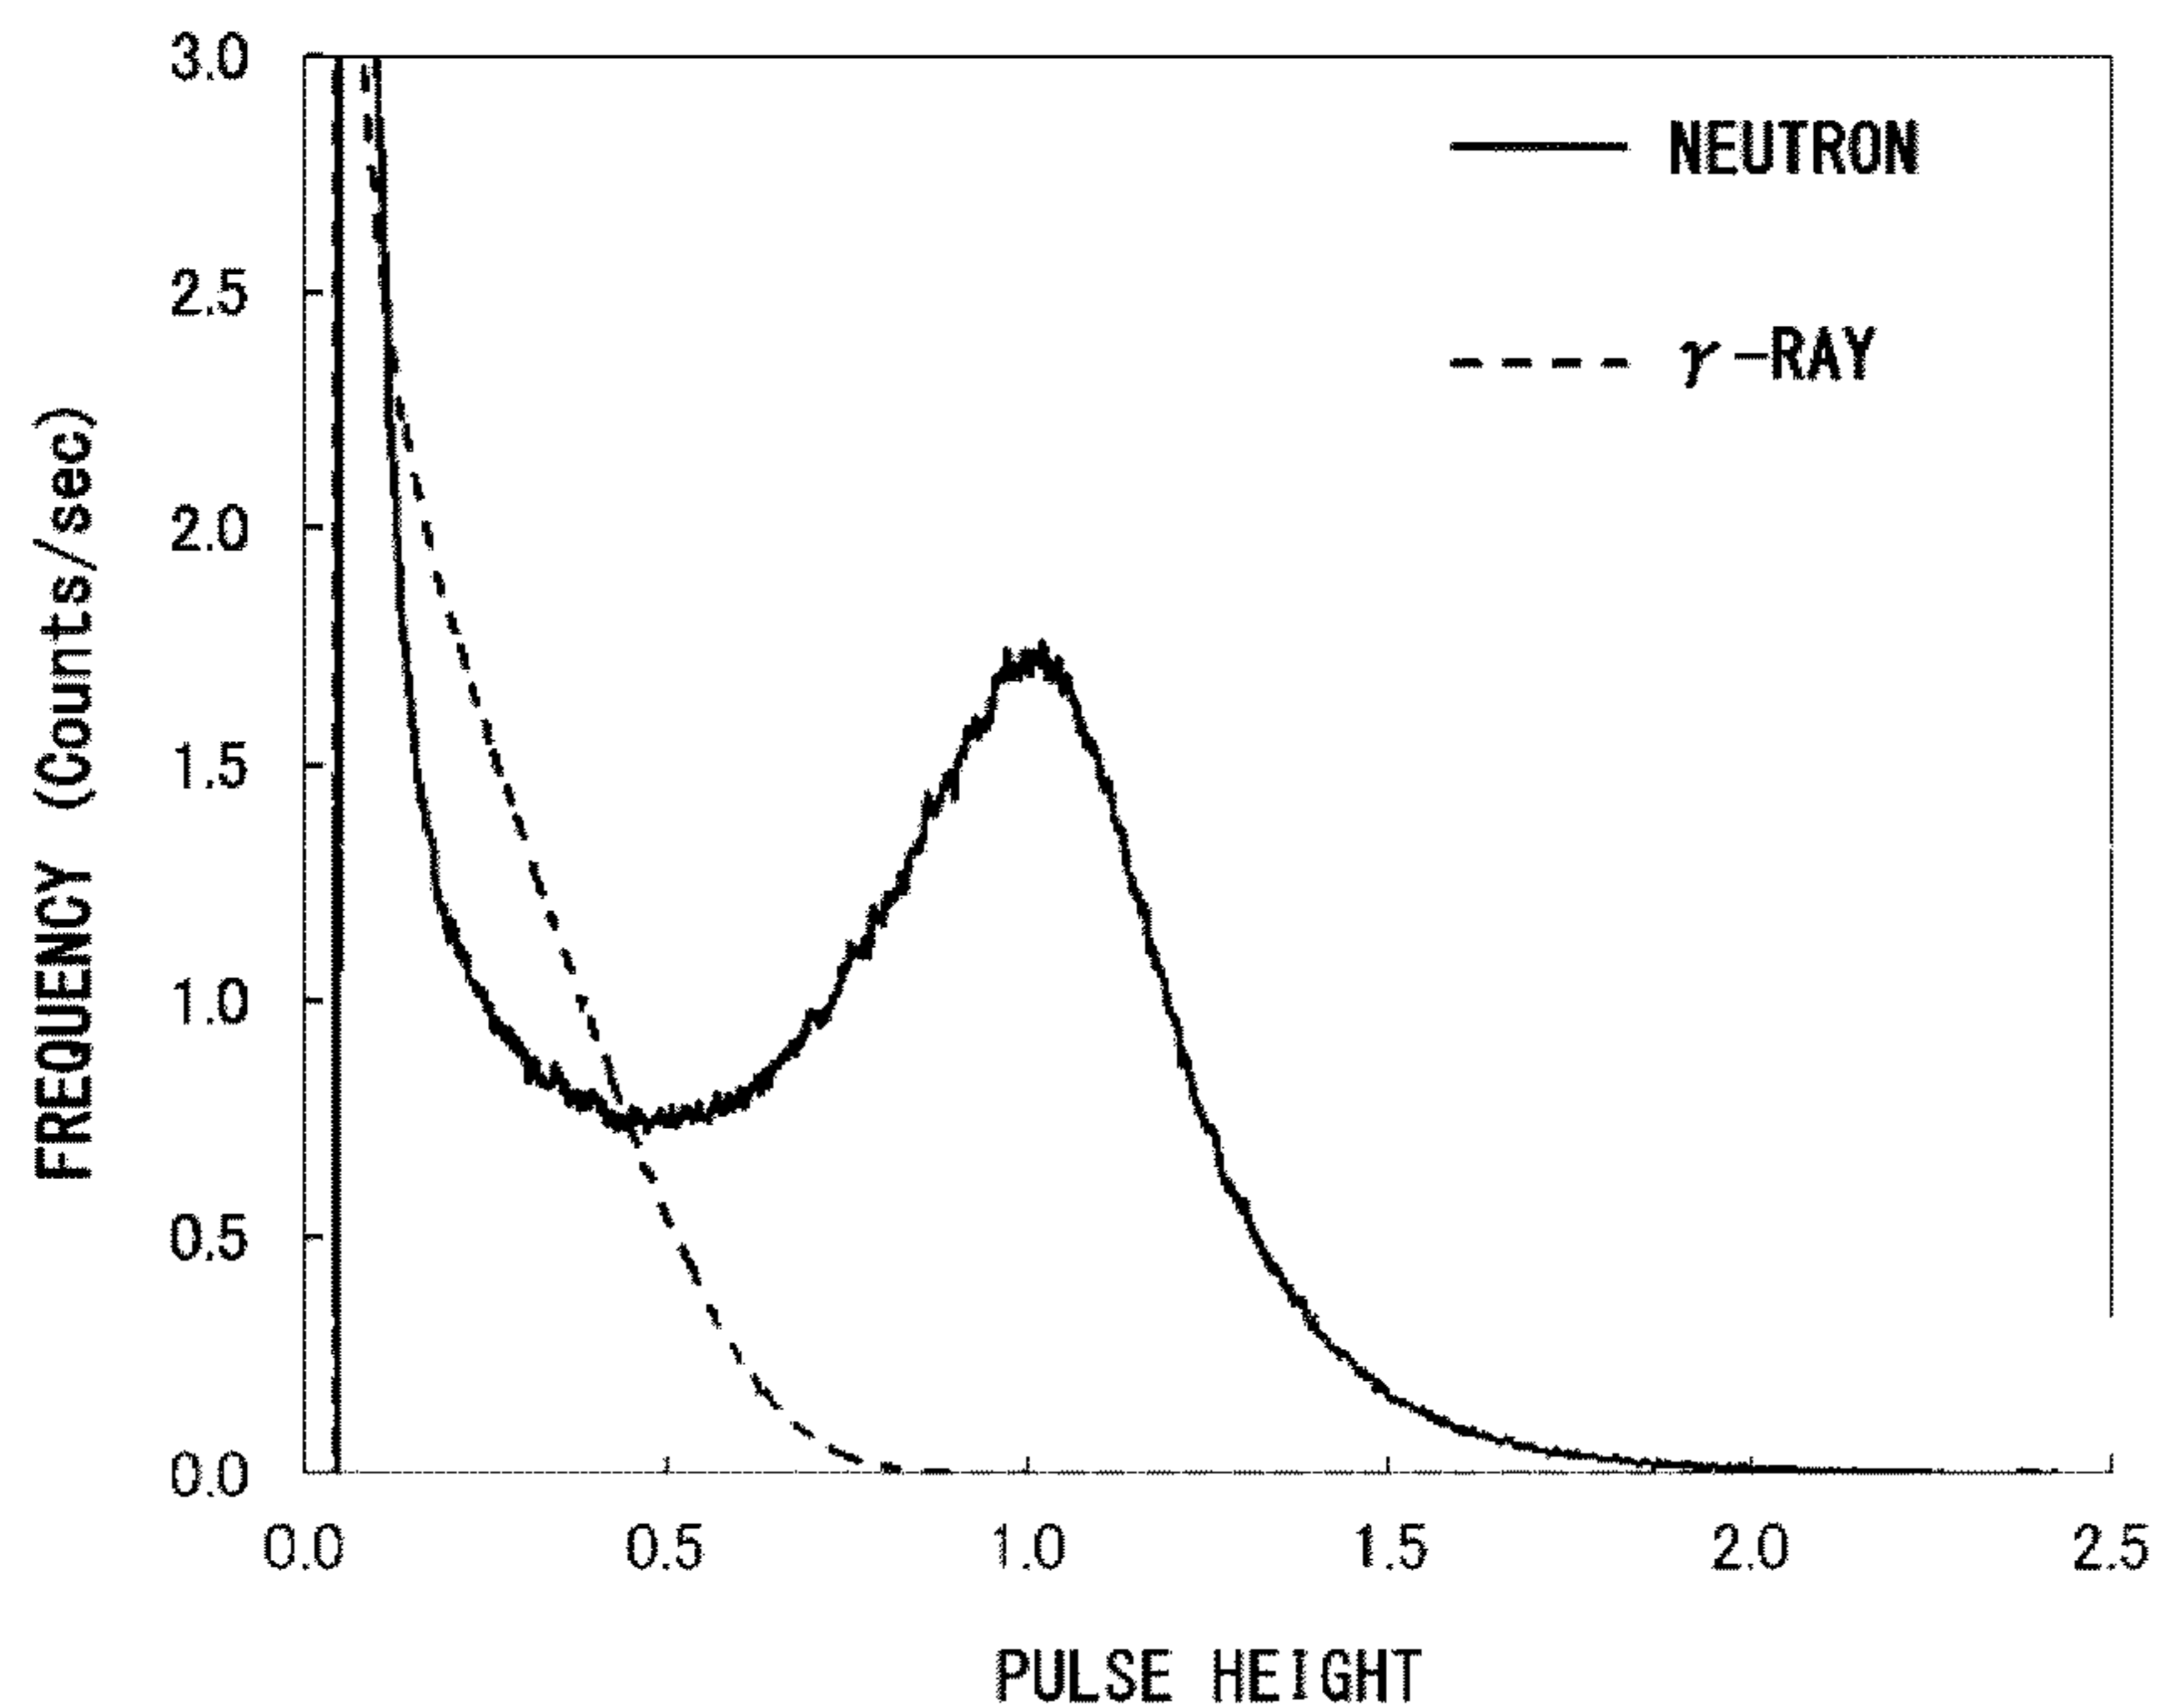 3.0
2.5
2.0
1.5
1.0
0.5
0.0
FREQUENCY (Counts/sec)
NEUTRON
γ-RAY
0.0 0.5 1.0 1.5 2.0 2.5
PULSE HEIGHT